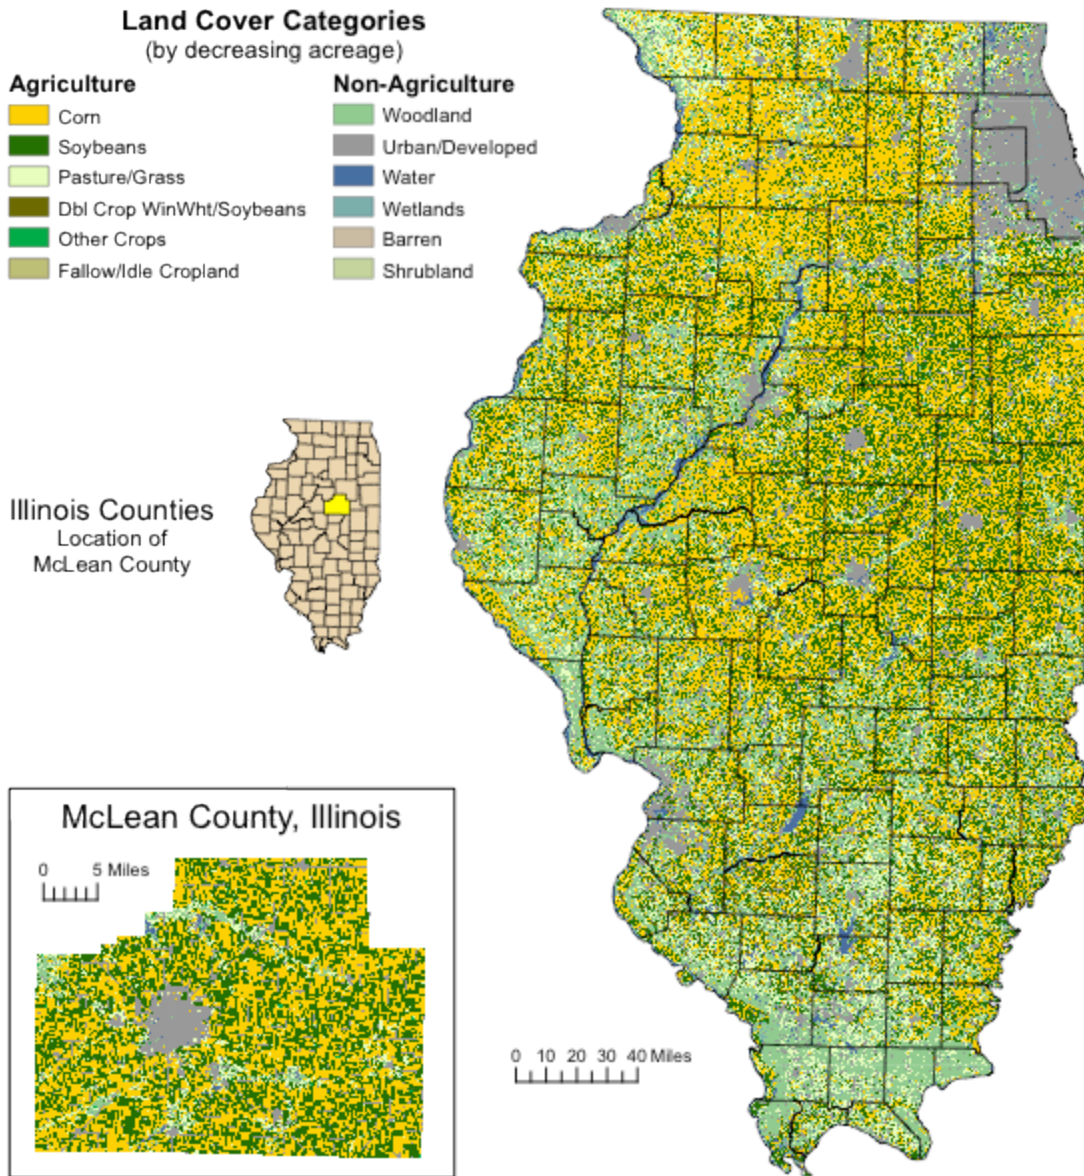 Land Cover Categories
(by decreasing acreage)
Agriculture
Corn
Soybeans
Pasture/Grass
Dbl Crop WinWht/Soybeans
Other Crops
Fallow/Idle Cropland
Non-Agriculture
Woodland
Urban/Developed
Water
Wetlands
Barren
Shrubland
Illinois Counties
Location of
McLean County
McLean County, Illinois
0 5 Miles
0 10 20 30 40 Miles